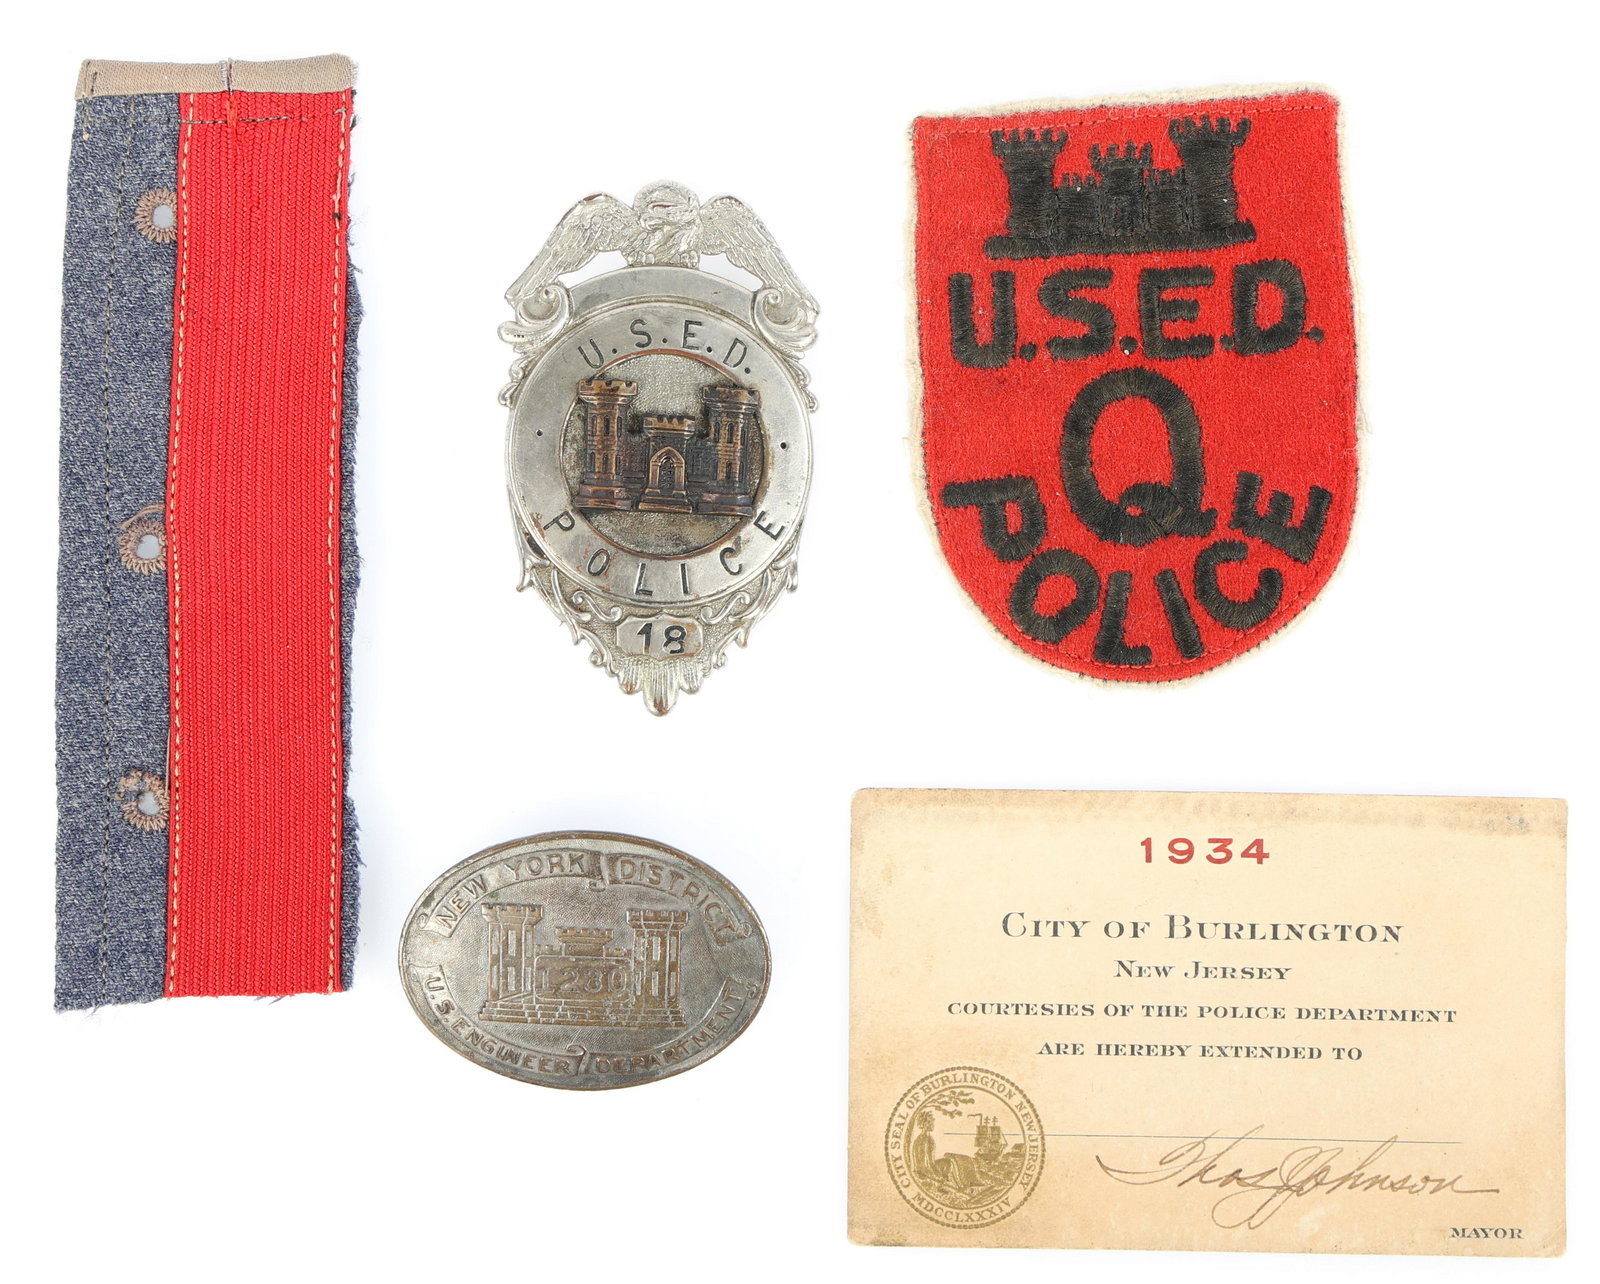 U.S.E.D.
POLICE
18
U.S.E.D.
Q
POLICE
NEW YORK DISTRICT
1230
U.S. ENGINEER DEPARTMENT
1934
CITY OF BURLINGTON
NEW JERSEY
COURTESIES OF THE POLICE DEPARTMENT
ARE HEREBY EXTENDED TO
CITY SEAL OF BURLINGTON NEW JERSEY
MDCCLXXXIV
Thos J Johnson
MAYOR